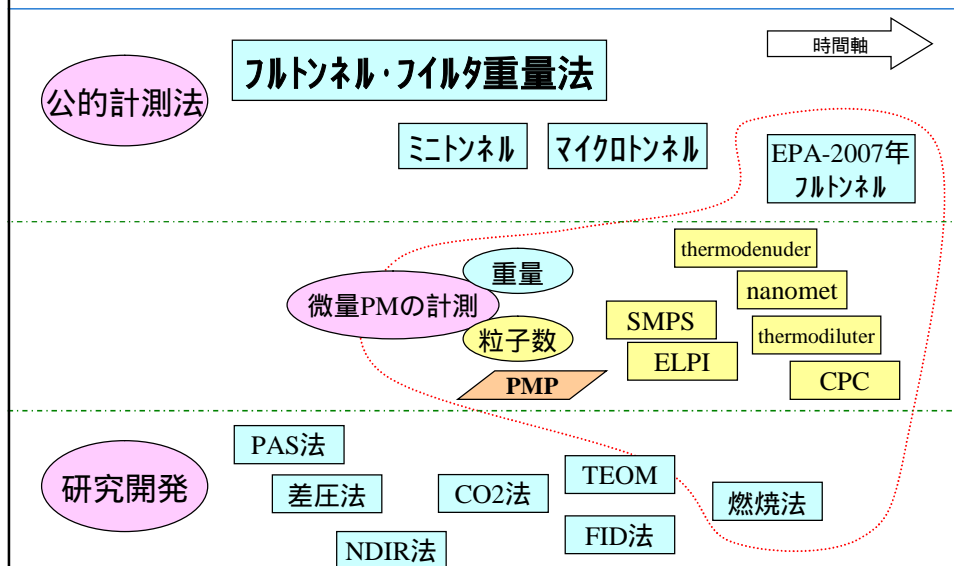 時間軸
フルトンネル・フイルタ重量法
公的計測法
ミニトンネル
マイクロトンネル
EPA-2007年
フルトンネル
thermodenuder
重量
nanomet
微量PMの計測
SMPS
粒子数
thermodiluter
ELPI
PMP
CPC
PAS法
研究開発
TEOM
差圧法
CO2法
燃焼法
FID法
NDIR法